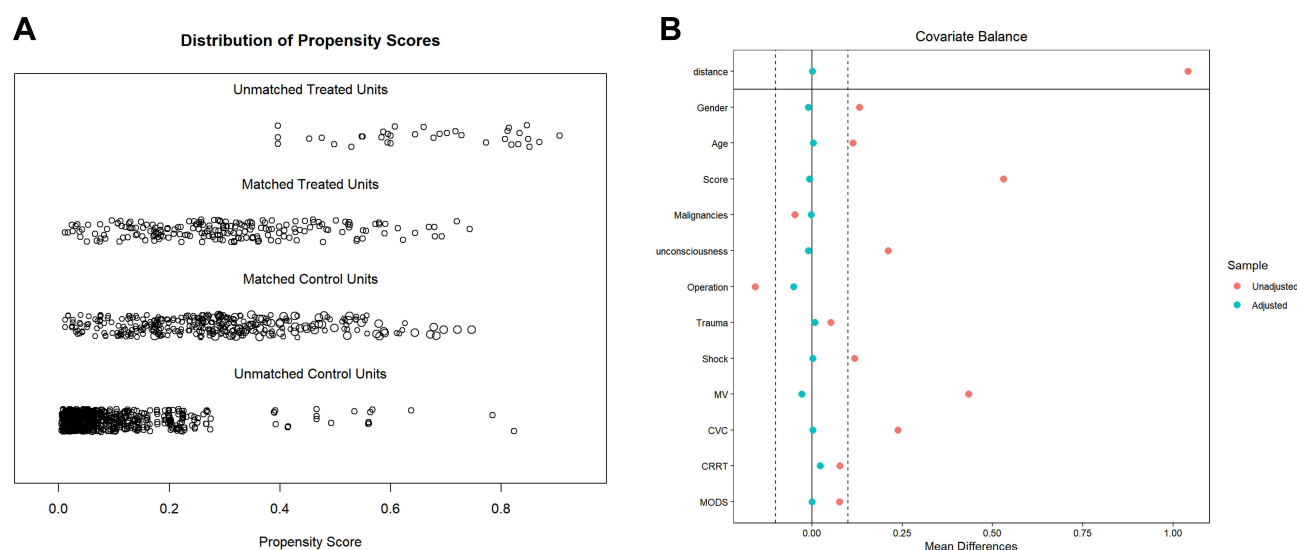 A
Distribution of Propensity Scores
Unmatched Treated Units
Matched Treated Units
Matched Control Units
Unmatched Control Units
0.0 0.2 0.4 0.6 0.8
Propensity Score
B
Covariate Balance
distance
Gender
Age
Score
Malignancies
unconsciousness
Operation
Trauma
Shock
MV
CVC
CRRT
MODS
0.00 0.25 0.50 0.75 1.00
Mean Differences
Sample
Unadjusted
Adjusted